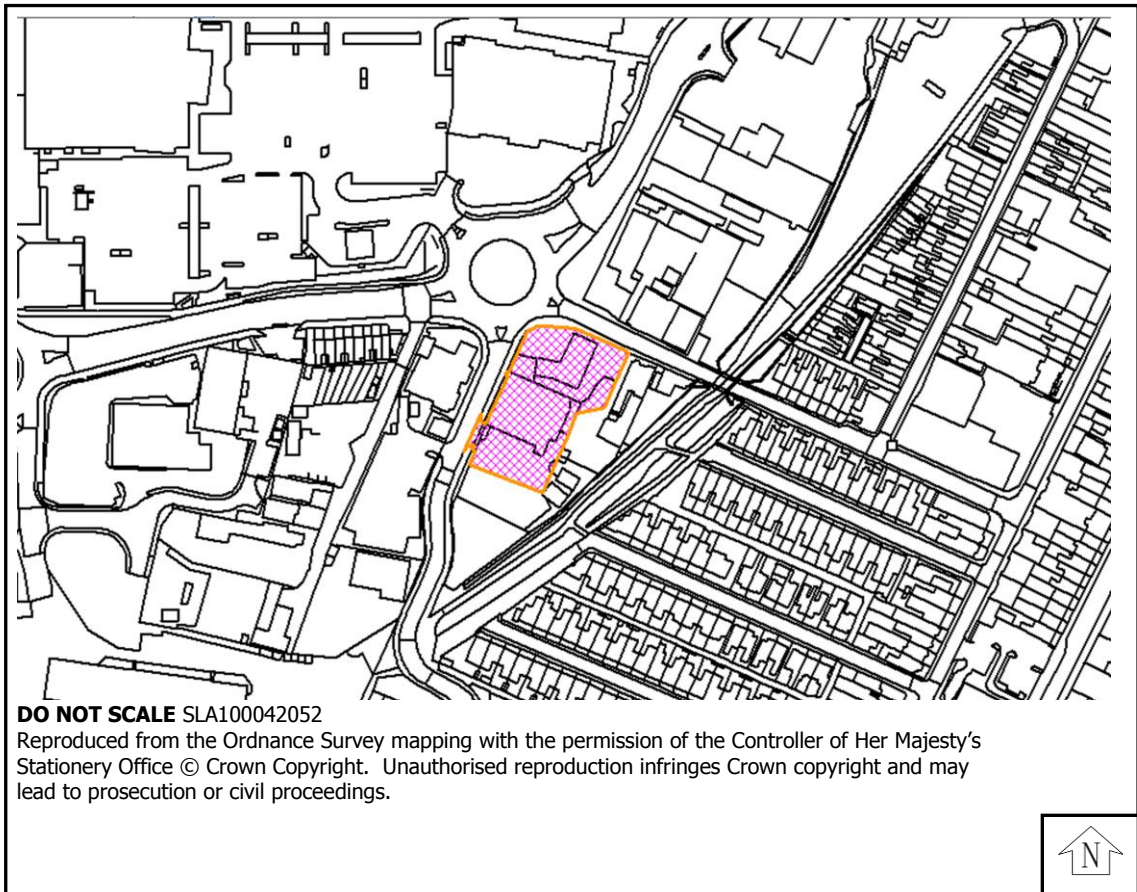 DO NOT SCALE SLA100042052
Reproduced from the Ordnance Survey mapping with the permission of the Controller of Her Majesty's
Stationery Office © Crown Copyright.  Unauthorised reproduction infringes Crown copyright and may
lead to prosecution or civil proceedings.
N